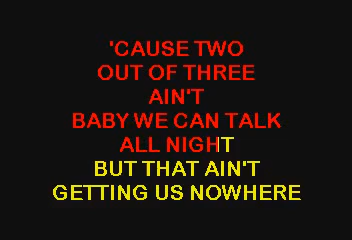 'CAUSE TWO
OUT OF THREE
AIN'T
BABY WE CAN TALK
ALL NIGHT
BUT THAT AIN'T
GETTING US NOWHERE